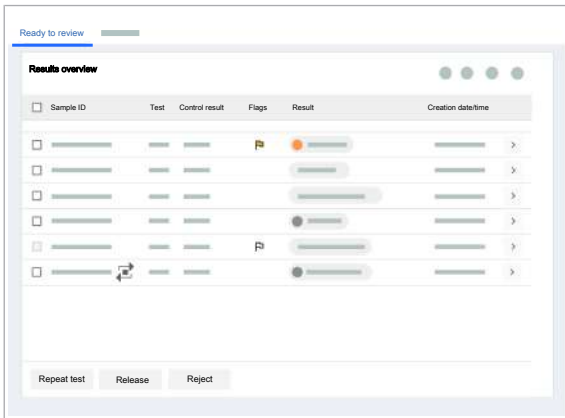 Ready to review
Results overview
Sample ID Test Control result Flags Result Creation date/time
Repeat test Release Reject